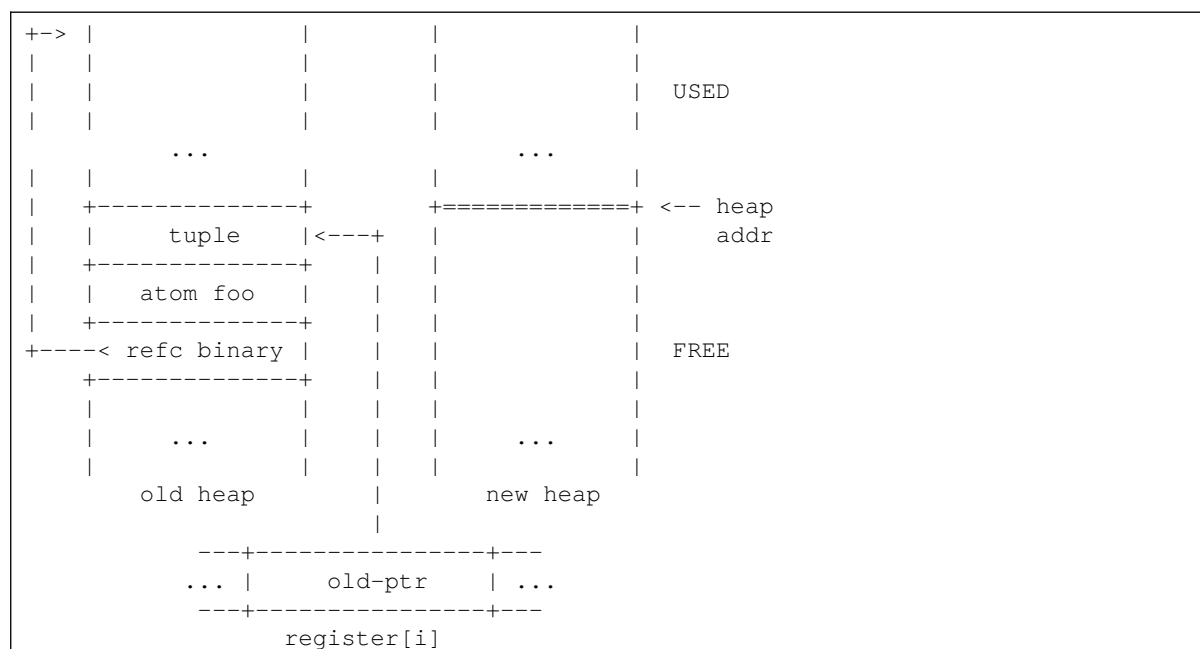 +-> |              |        |             |
|   |              |        |             |
|   |              |        |             |  USED
|   |              |        |             |
          ...                    ...
|   |              |        |             |
|   +--------------+        +=============+ <-- heap
|   |     tuple    |<---+   |             |     addr
|   +--------------+    |   |             |
|   |   atom foo   |    |   |             |
|   +--------------+    |   |             |
+----< refc binary |    |   |             |  FREE
    +--------------+    |   |             |
    |              |    |   |             |
    |     ...      |    |   |     ...     |
    |              |    |   |             |
        old heap        |       new heap
                        |
            ---+---------------+---
           ... |    old-ptr    | ...
            ---+---------------+---
                 register[i]